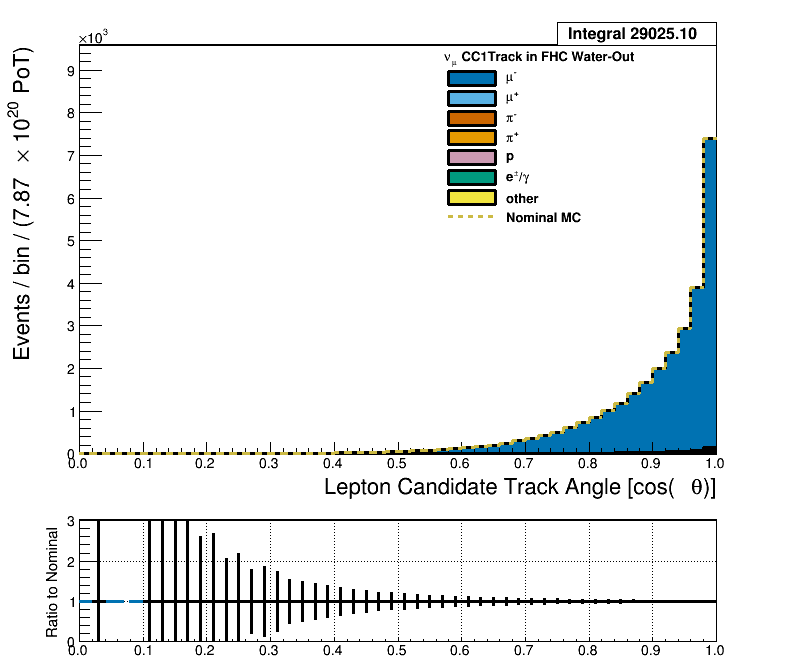 Integral 29025.10
×10³
ν_μ CC1Track in FHC Water-Out
μ⁻
μ⁺
π⁻
π⁺
p
e±/γ
other
Nominal MC
Events / bin / (7.87 × 10²⁰ PoT)
9
8
7
6
5
4
3
2
1
0
0.0 0.1 0.2 0.3 0.4 0.5 0.6 0.7 0.8 0.9 1.0
Lepton Candidate Track Angle [cos( θ)]
Ratio to Nominal
3
2
1
0
0.0 0.1 0.2 0.3 0.4 0.5 0.6 0.7 0.8 0.9 1.0